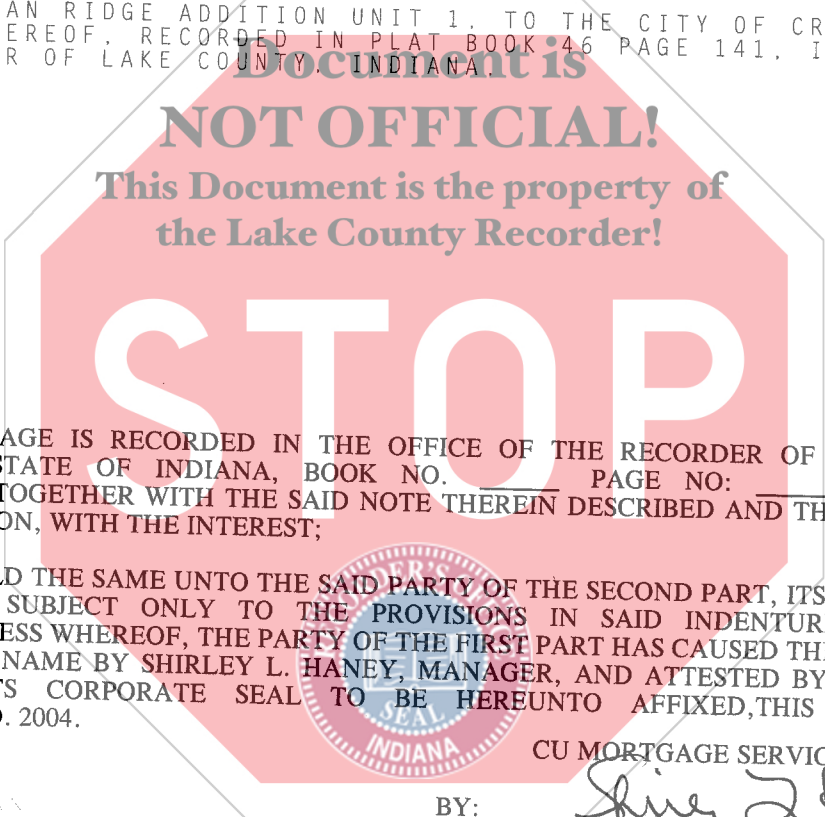 AN RIDGE ADDITION UNIT 1, TO THE CITY OF CR
EREOF, RECORDED IN PLAT BOOK 46 PAGE 141, I
R OF LAKE COUNTY, INDIANA.
Document is
NOT OFFICIAL!
This Document is the property of
the Lake County Recorder!
STOP
AGE IS RECORDED IN THE OFFICE OF THE RECORDER OF
STATE OF INDIANA, BOOK NO. ______ PAGE NO: ______
TOGETHER WITH THE SAID NOTE THEREIN DESCRIBED AND TH
ON, WITH THE INTEREST;
LD THE SAME UNTO THE SAID PARTY OF THE SECOND PART, ITS
SUBJECT ONLY TO THE PROVISIONS IN SAID INDENTUR
ESS WHEREOF, THE PARTY OF THE FIRST PART HAS CAUSED THE
NAME BY SHIRLEY L. HANEY, MANAGER, AND ATTESTED BY
TS CORPORATE SEAL TO BE HEREUNTO AFFIXED,THIS
. 2004.
SEAL
INDIANA
CU MORTGAGE SERVIC
BY: